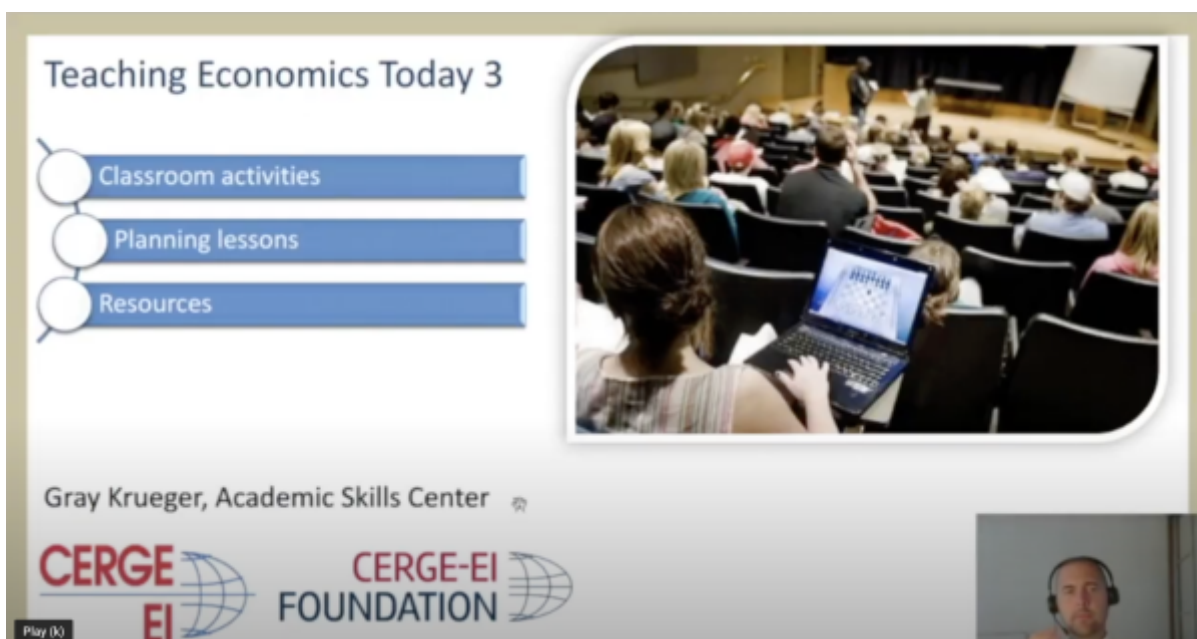 Teaching Economics Today 3
Classroom activities
Planning lessons
Resources
Gray Krueger, Academic Skills Center
CERGE
EI
CERGE-EI
FOUNDATION
Play (k)